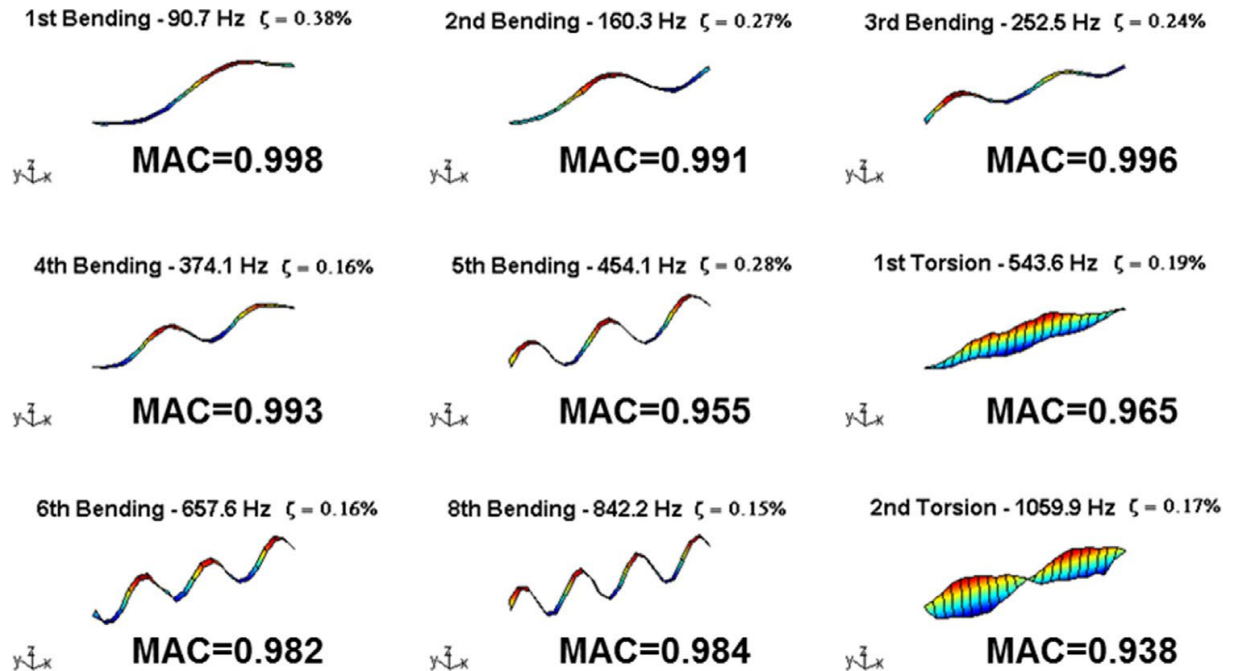 1st Bending - 90.7 Hz ζ = 0.38%
2nd Bending - 160.3 Hz ζ = 0.27%
3rd Bending - 252.5 Hz ζ = 0.24%
z
y x
MAC=0.998
z
y x
MAC=0.991
z
y x
MAC=0.996
4th Bending - 374.1 Hz ζ = 0.16%
5th Bending - 454.1 Hz ζ = 0.28%
1st Torsion - 543.6 Hz ζ = 0.19%
z
y x
MAC=0.993
z
y x
MAC=0.955
z
y x
MAC=0.965
6th Bending - 657.6 Hz ζ = 0.16%
8th Bending - 842.2 Hz ζ = 0.15%
2nd Torsion - 1059.9 Hz ζ = 0.17%
z
y x
MAC=0.982
z
y x
MAC=0.984
z
y x
MAC=0.938